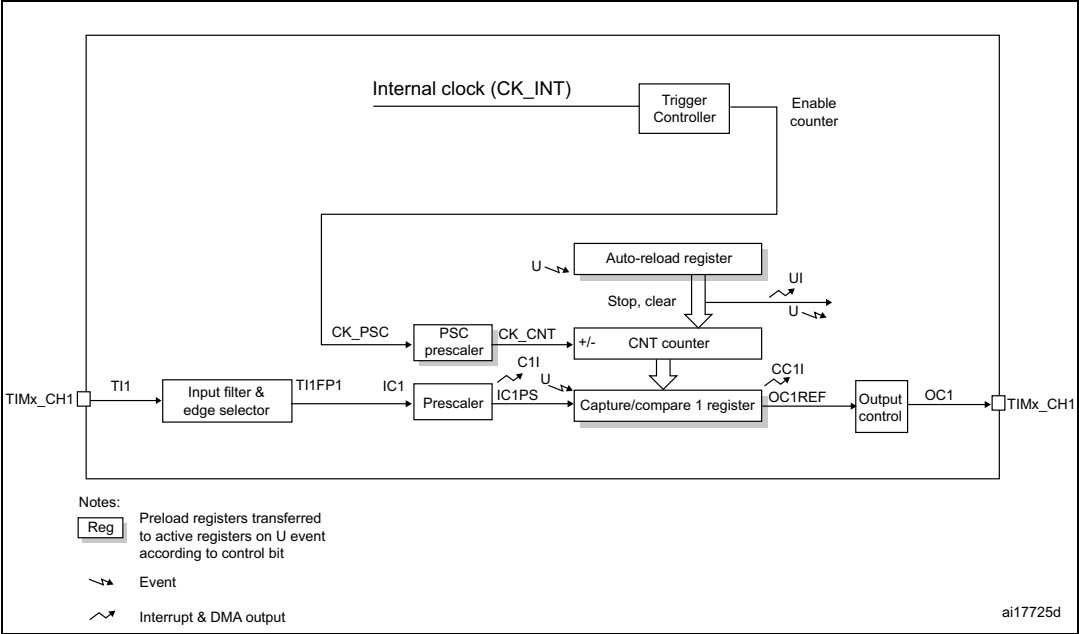 Internal clock (CK_INT)
Trigger
Controller
Enable
counter
Auto-reload register
U
UI
Stop, clear
U
CK_PSC
PSC
prescaler
CK_CNT
+/-
CNT counter
C1I
U
CC1I
TIMx_CH1
TI1
Input filter &
edge selector
TI1FP1
IC1
Prescaler
IC1PS
Capture/compare 1 register
OC1REF
Output
control
OC1
TIMx_CH1
Notes:
Reg
Preload registers transferred
to active registers on U event
according to control bit
Event
Interrupt & DMA output
ai17725d